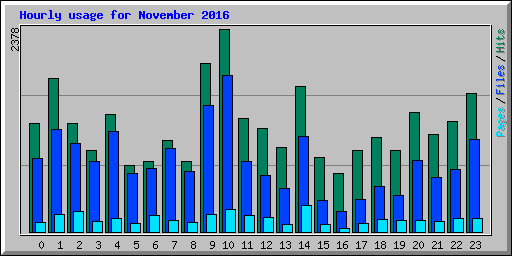 Hourly usage for November 2016
2378
Pages/Files/Hits
0 1 2 3 4 5 6 7 8 9 10 11 12 13 14 15 16 17 18 19 20 21 22 23